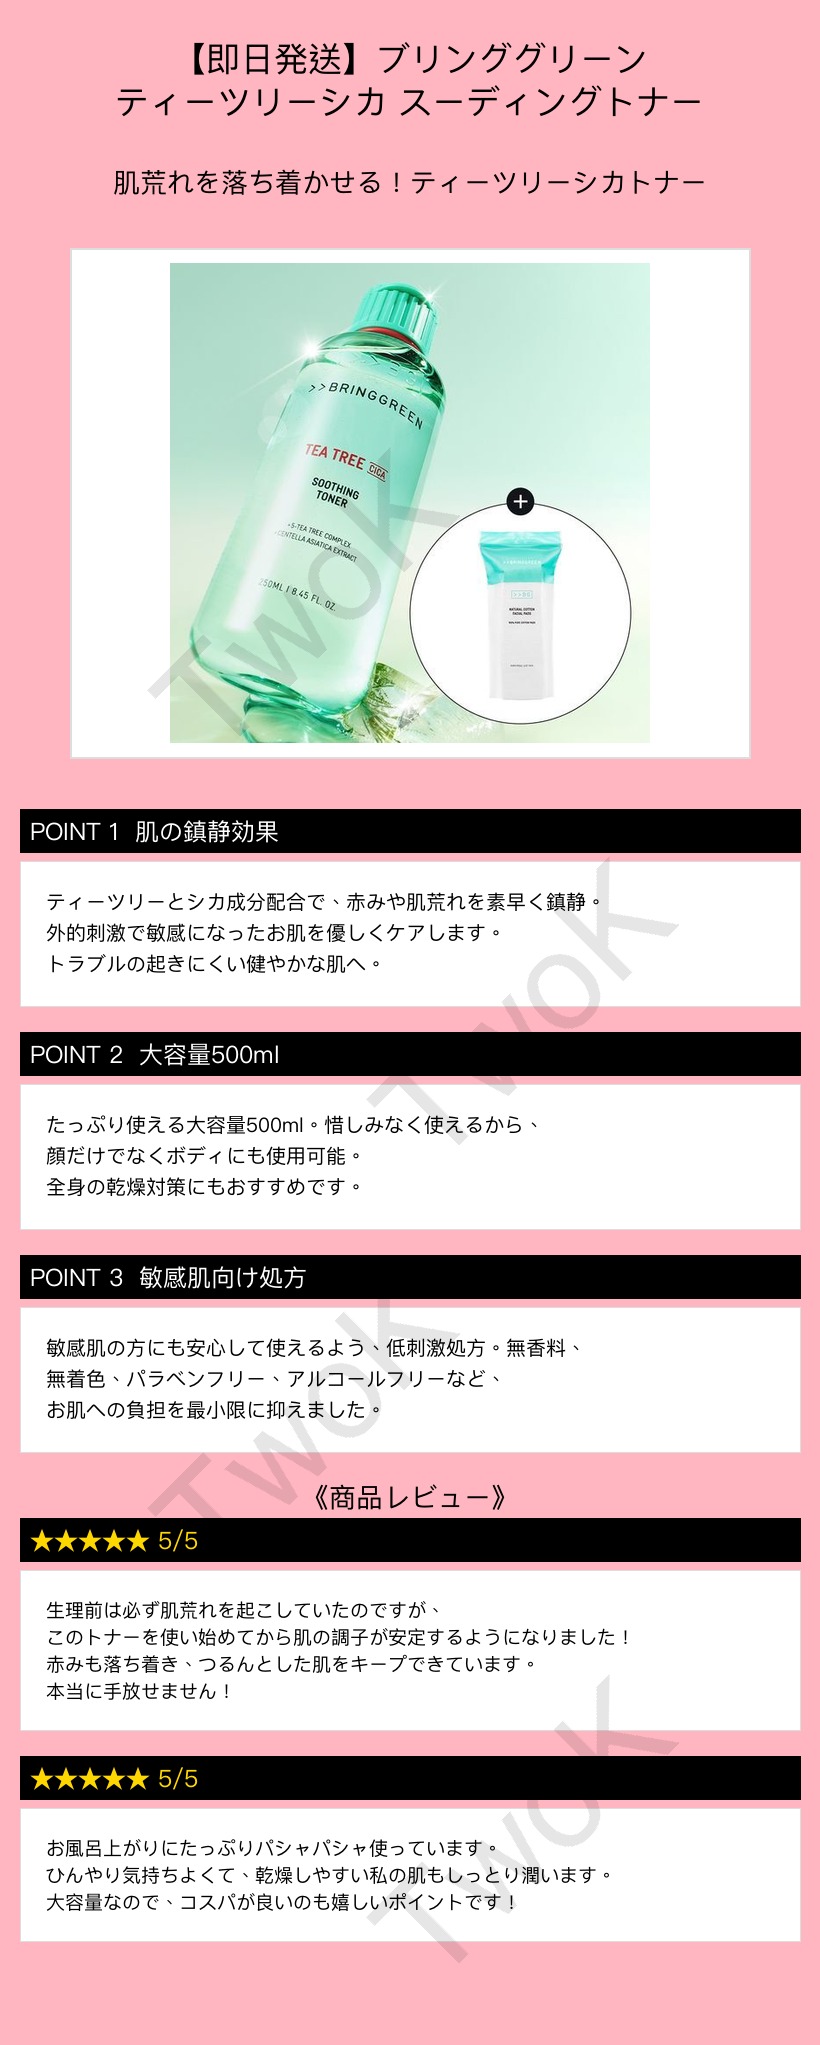 【即日発送】ブリンググリーン
ティーツリーシカ スーディングトナー
肌荒れを落ち着かせる！ティーツリーシカトナー
>>BRINGGREEN
TEA TREE CICA
SOOTHING
TONER
+5-TEA TREE COMPLEX
+CENTELLA ASIATICA EXTRACT
250ML | 8.45 FL. OZ.
+
>>BRINGGREEN
>>BG
NATURAL COTTON
FACIAL PADS
TwoK
POINT 1 肌の鎮静効果
ティーツリーとシカ成分配合で、赤みや肌荒れを素早く鎮静。
外的刺激で敏感になったお肌を優しくケアします。
トラブルの起きにくい健やかな肌へ。
TwoK
POINT 2 大容量500ml
たっぷり使える大容量500ml。惜しみなく使えるから、
顔だけでなくボディにも使用可能。
全身の乾燥対策にもおすすめです。
POINT 3 敏感肌向け処方
敏感肌の方にも安心して使えるよう、低刺激処方。無香料、
無着色、パラベンフリー、アルコールフリーなど、
お肌への負担を最小限に抑えました。
TwoK
《商品レビュー》
★★★★★ 5/5
生理前は必ず肌荒れを起こしていたのですが、
このトナーを使い始めてから肌の調子が安定するようになりました！
赤みも落ち着き、つるんとした肌をキープできています。
本当に手放せません！
★★★★★ 5/5
お風呂上がりにたっぷりパシャパシャ使っています。
ひんやり気持ちよくて、乾燥しやすい私の肌もしっとり潤います。
大容量なので、コスパが良いのも嬉しいポイントです！
TwoK